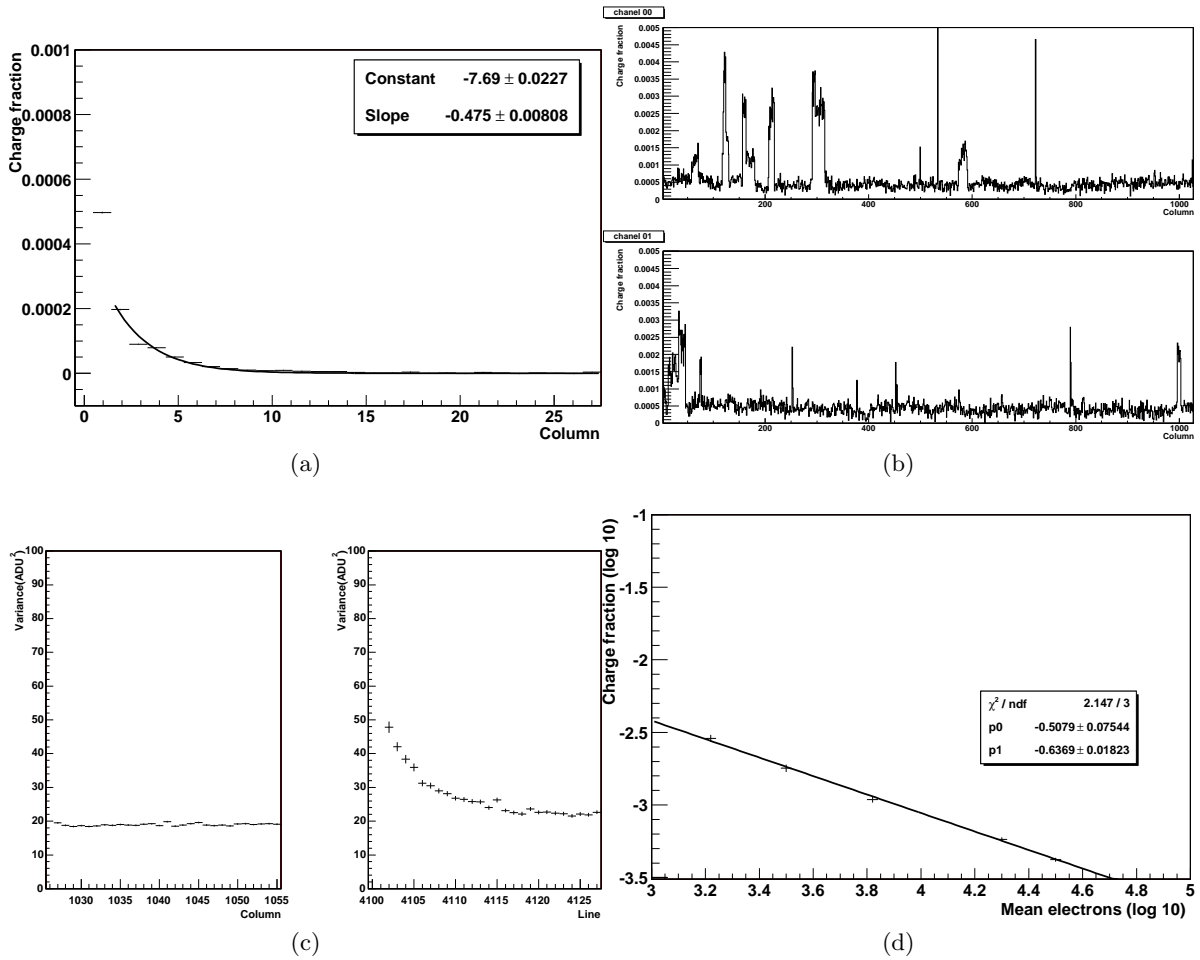 Charge fraction
0.001
0.0008
0.0006
0.0004
0.0002
0
Constant -7.69 ± 0.0227
Slope -0.475 ± 0.00808
0 5 10 15 20 25
Column
(a)
chanel 00
Charge fraction
0.005
0.0045
0.004
0.0035
0.003
0.0025
0.002
0.0015
0.001
0.0005
0
200 400 600 800 1000
Column
chanel 01
Charge fraction
0.005
0.0045
0.004
0.0035
0.003
0.0025
0.002
0.0015
0.001
0.0005
0
200 400 600 800 1000
Column
(b)
Variance(ADU²)
100
90
80
70
60
50
40
30
20
10
0
1030 1035 1040 1045 1050 1055
Column
Variance(ADU²)
100
90
80
70
60
50
40
30
20
10
0
4100 4105 4110 4115 4120 4125
Line
(c)
Charge fraction (log 10)
-1
-1.5
-2
-2.5
-3
-3.5
χ² / ndf 2.147 / 3
p0 -0.5079 ± 0.07544
p1 -0.6369 ± 0.01823
3 3.2 3.4 3.6 3.8 4 4.2 4.4 4.6 4.8 5
Mean electrons (log 10)
(d)